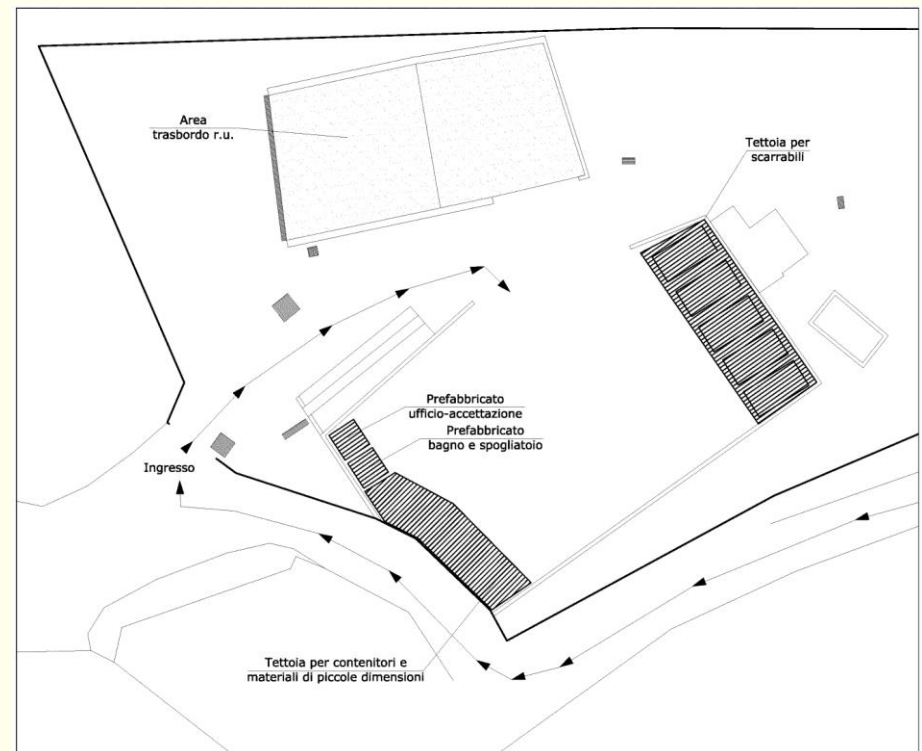 Area
trasbordo r.u.
Tettoia per
scarrabili
Prefabbricato
ufficio-accettazione
Prefabbricato
bagno e spogliatoio
Ingresso
Tettoia per contenitori e
materiali di piccole dimensioni